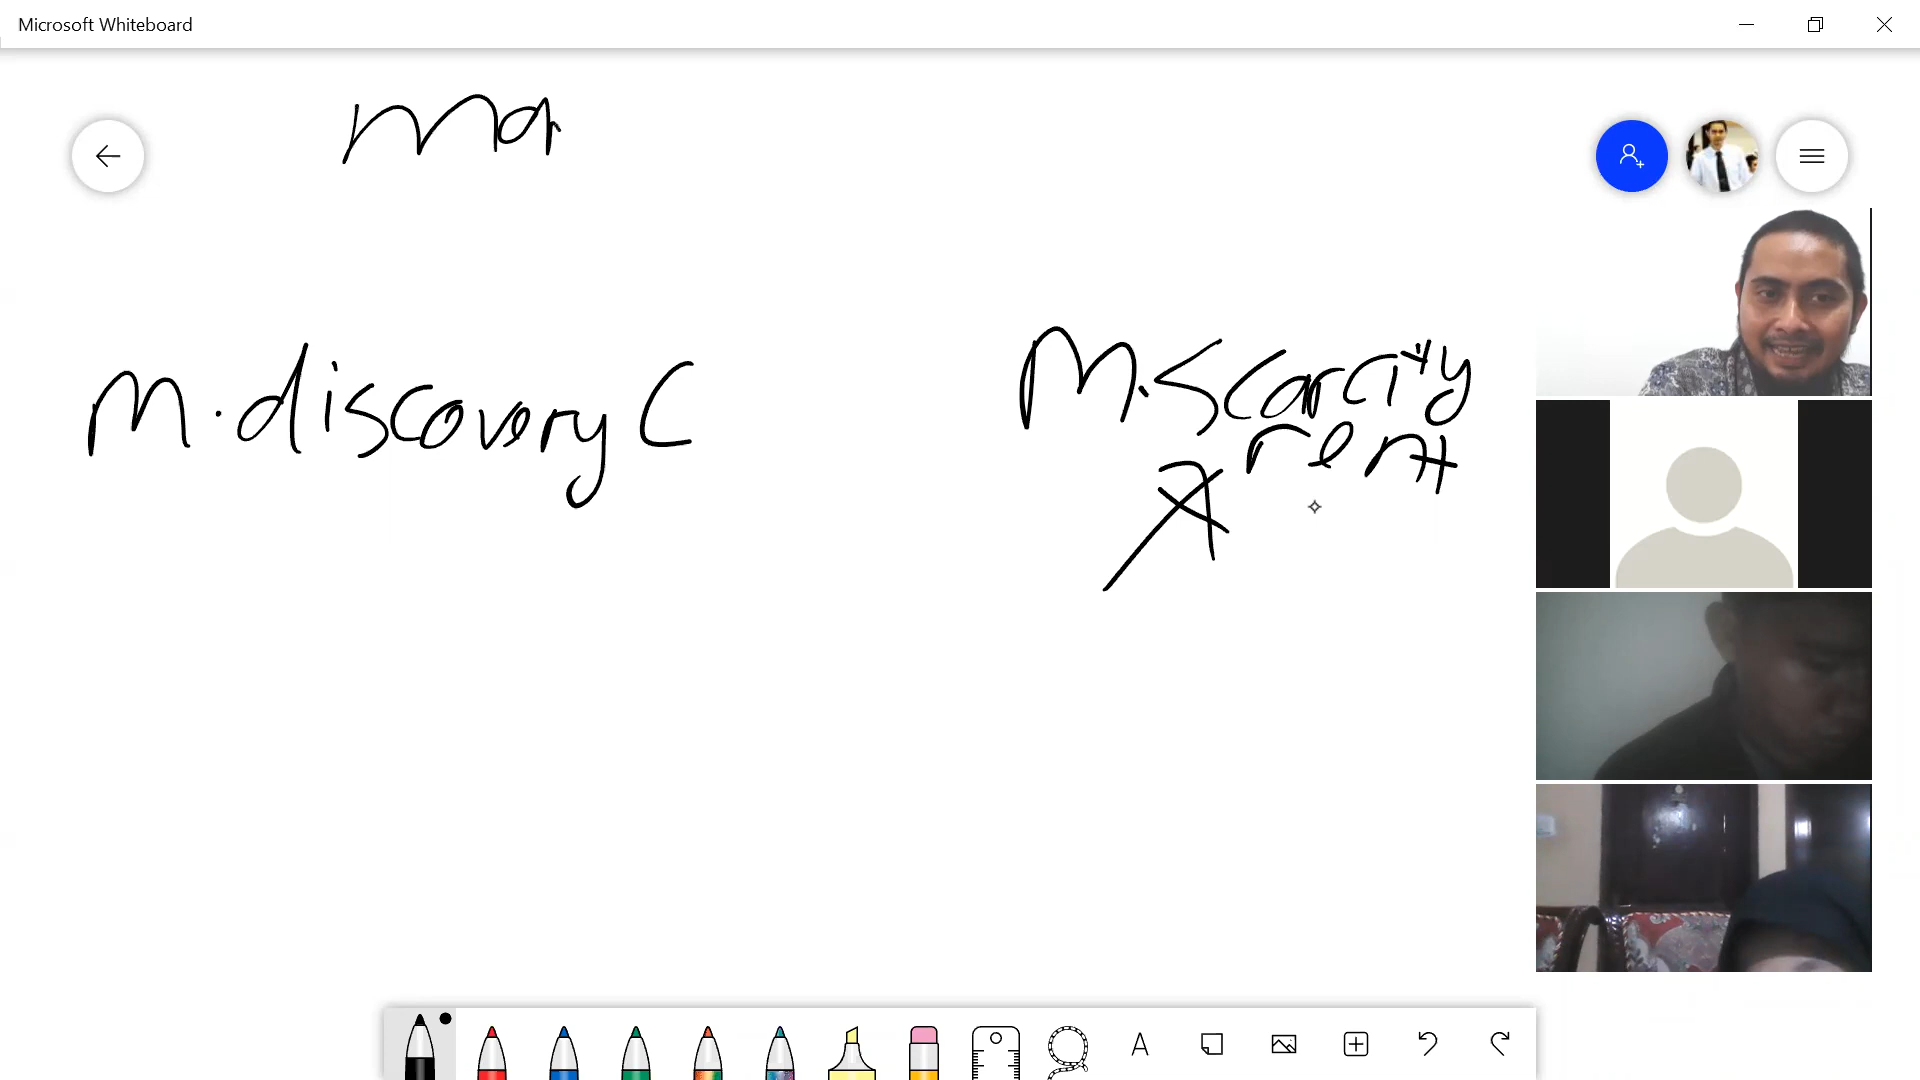 Microsoft Whiteboard
ma
M. discovery C
M. Scarcity
rent